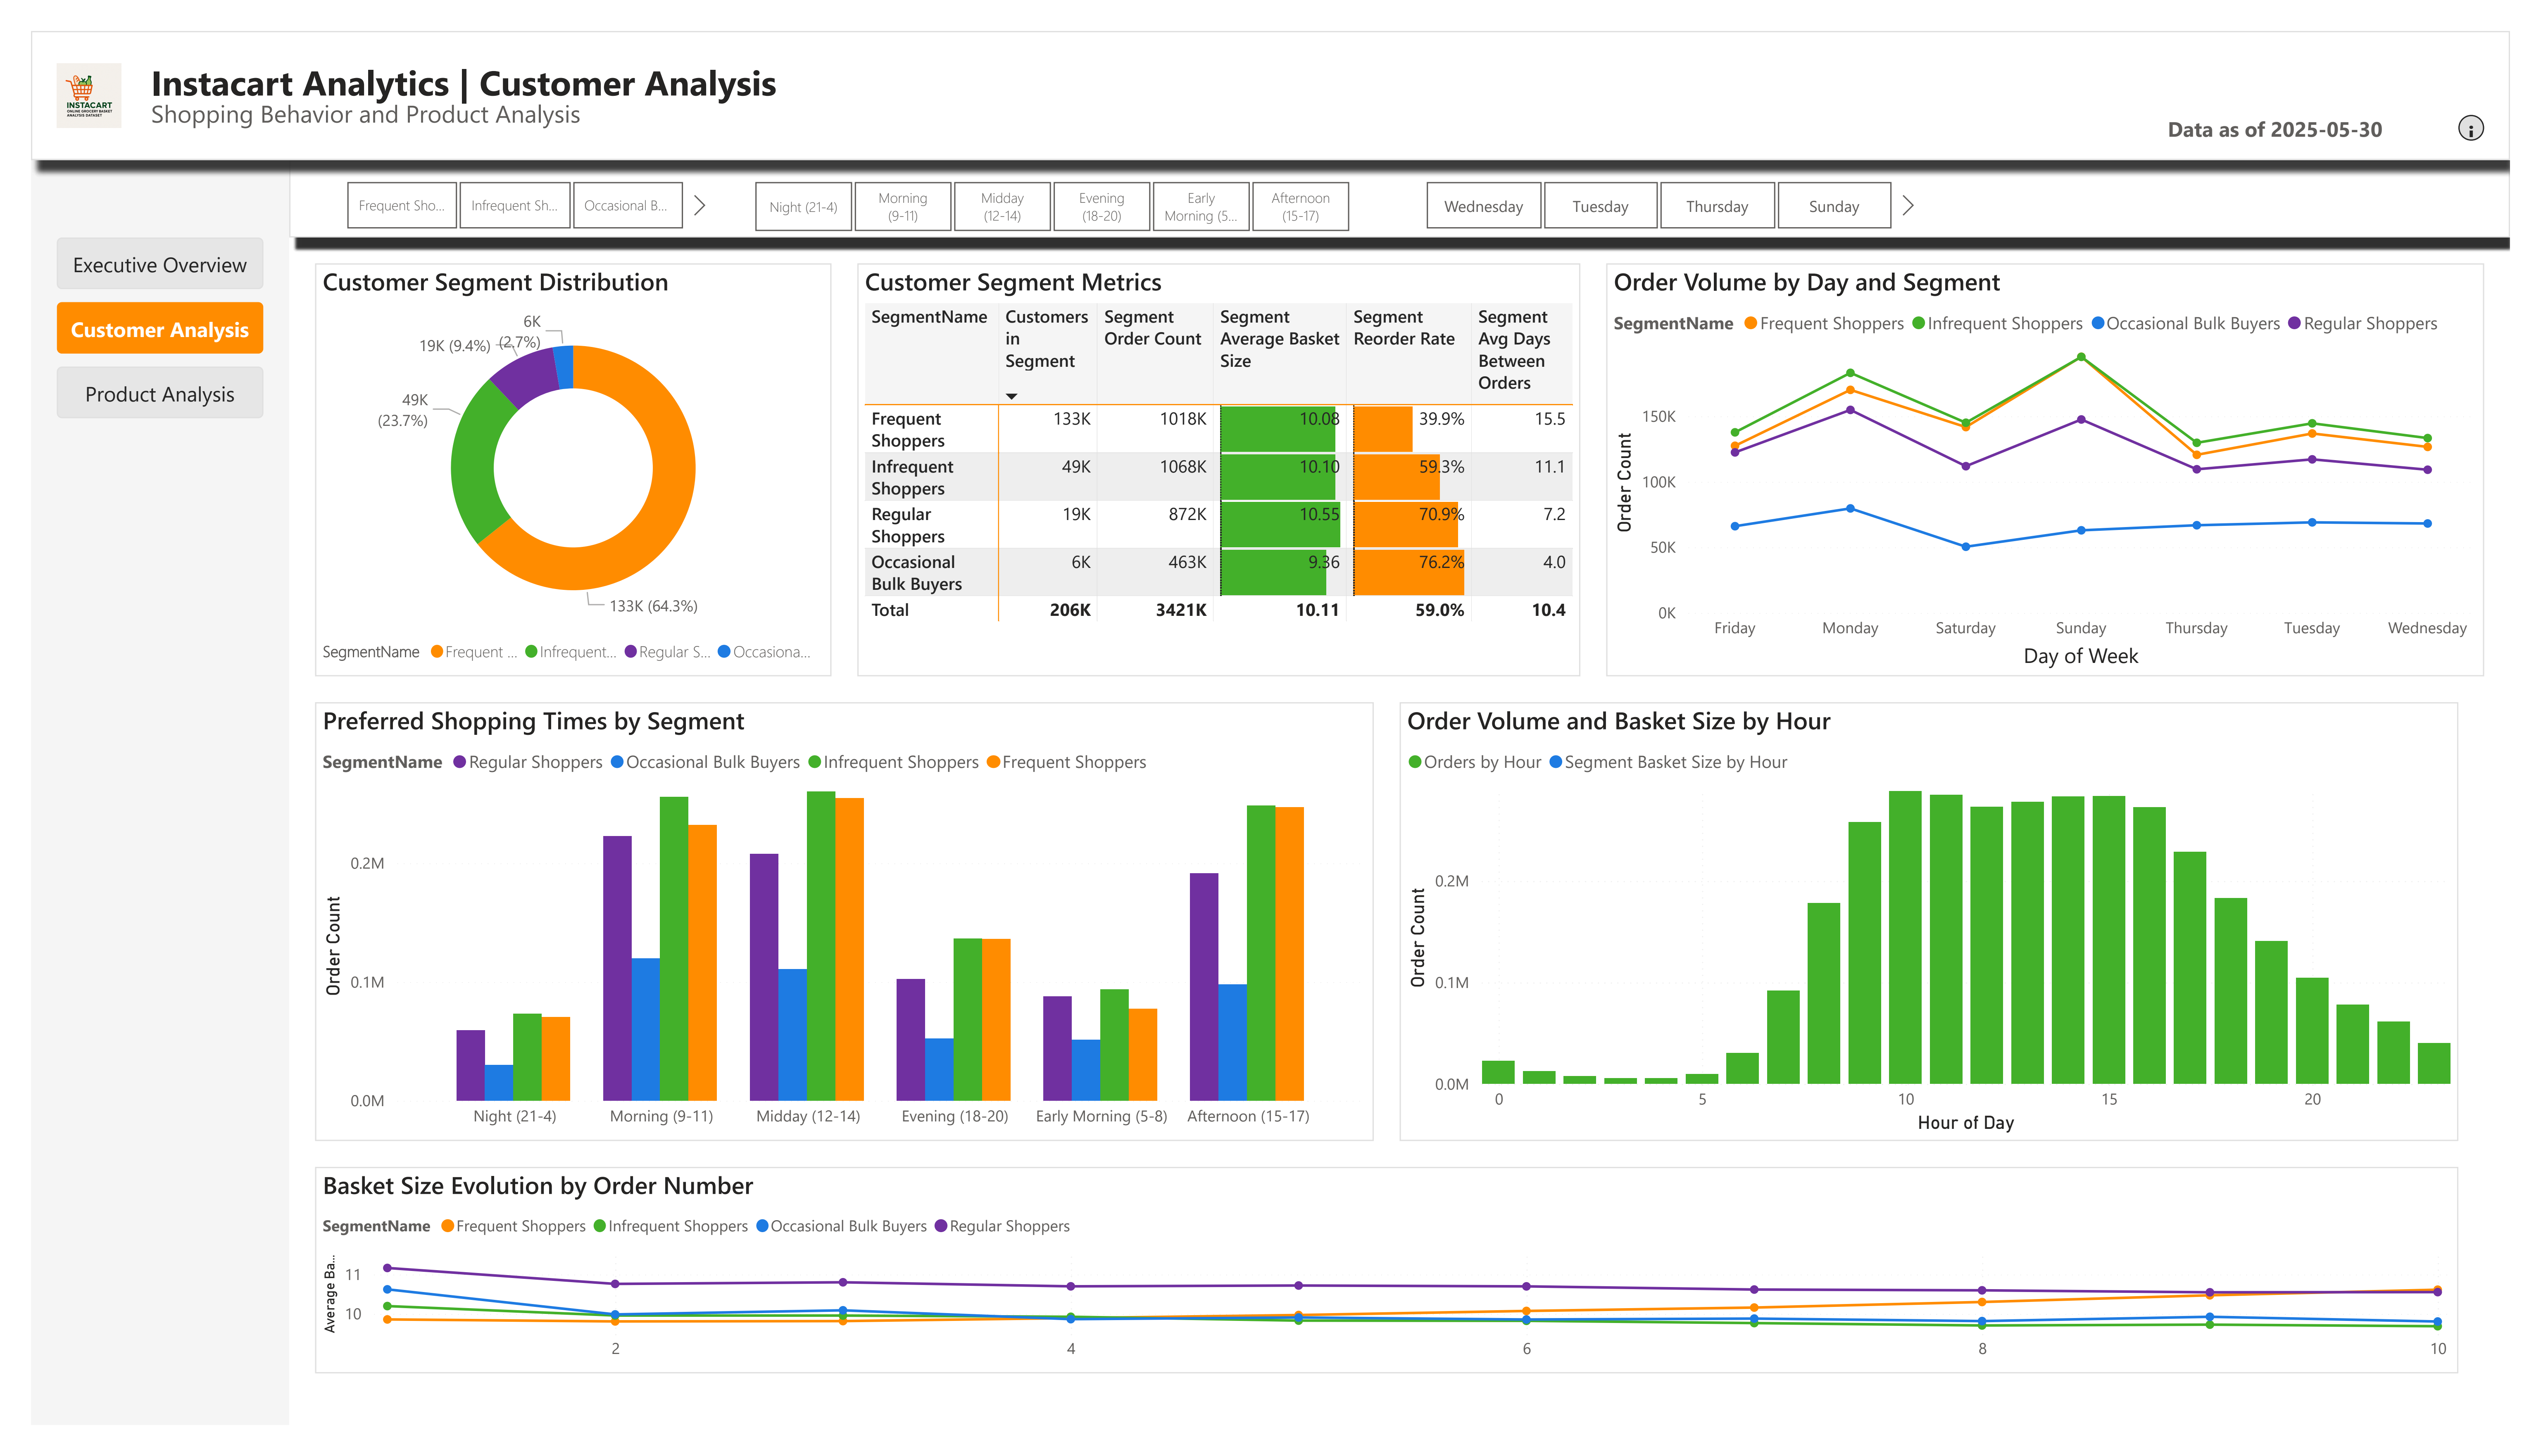 INSTACART
ONLINE GROCERY BASKET
ANALYSIS DATASET
Instacart Analytics | Customer Analysis
Shopping Behavior and Product Analysis
Data as of 2025-05-30
Frequent Sho...
Infrequent Sh...
Occasional B...
Night (21-4)
Morning
(9-11)
Midday
(12-14)
Evening
(18-20)
Early
Morning (5...
Afternoon
(15-17)
Wednesday
Tuesday
Thursday
Sunday
Executive Overview
Customer Analysis
Product Analysis
Customer Segment Distribution
6K
(2.7%)
19K (9.4%)
49K
(23.7%)
133K (64.3%)
SegmentName Frequent ... Infrequent... Regular S... Occasiona...
Customer Segment Metrics
SegmentName
Customers
in
Segment
Segment
Order Count
Segment
Average Basket
Size
Segment
Reorder Rate
Segment
Avg Days
Between
Orders
Frequent
Shoppers
133K 1018K 10.08 39.9% 15.5
Infrequent
Shoppers
49K 1068K 10.10 59.3% 11.1
Regular
Shoppers
19K 872K 10.55 70.9% 7.2
Occasional
Bulk Buyers
6K 463K 9.36 76.2% 4.0
Total 206K 3421K 10.11 59.0% 10.4
Order Volume by Day and Segment
SegmentName Frequent Shoppers Infrequent Shoppers Occasional Bulk Buyers Regular Shoppers
Order Count
150K
100K
50K
0K
Friday Monday Saturday Sunday Thursday Tuesday Wednesday
Day of Week
Preferred Shopping Times by Segment
SegmentName Regular Shoppers Occasional Bulk Buyers Infrequent Shoppers Frequent Shoppers
Order Count
0.2M
0.1M
0.0M
Night (21-4) Morning (9-11) Midday (12-14) Evening (18-20) Early Morning (5-8) Afternoon (15-17)
Order Volume and Basket Size by Hour
Orders by Hour Segment Basket Size by Hour
Order Count
0.2M
0.1M
0.0M
0 5 10 15 20
Hour of Day
Basket Size Evolution by Order Number
SegmentName Frequent Shoppers Infrequent Shoppers Occasional Bulk Buyers Regular Shoppers
Average Ba...
11
10
2 4 6 8 10